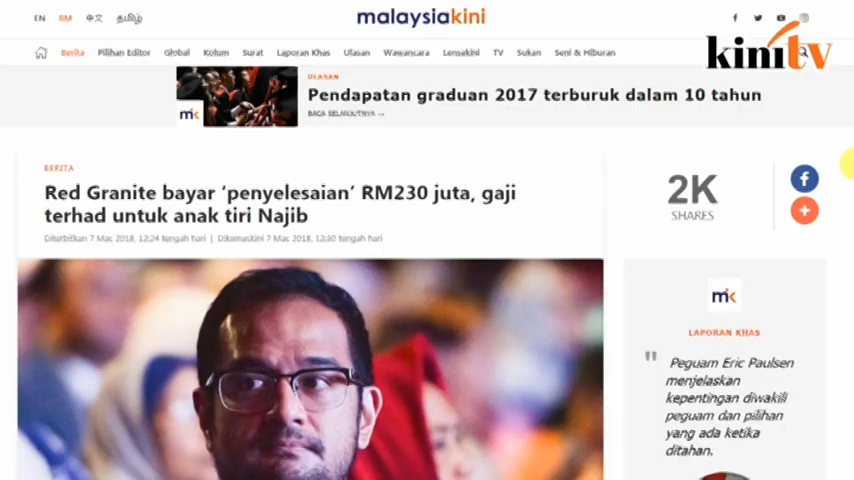 EN BM 中文 தமிழ்
malaysiakini
kinitv
Berita Pilihan Editor Global Kolum Surat Laporan Khas Ulasan Wawancara Lensakini TV Sukan Seni & Hiburan
ULASAN
Pendapatan graduan 2017 terburuk dalam 10 tahun
BACA SELANJUTNYA →
mk
BERITA
Red Granite bayar ‘penyelesaian’ RM230 juta, gaji
terhad untuk anak tiri Najib
Diterbitkan 7 Mac 2018, 12:24 tengah hari | Dikemaskini 7 Mac 2018, 12:30 tengah hari
2K
SHARES
mk
LAPORAN KHAS
" Peguam Eric Paulsen
menjelaskan
kepentingan diwakili
peguam dan pilihan
yang ada ketika
ditahan.